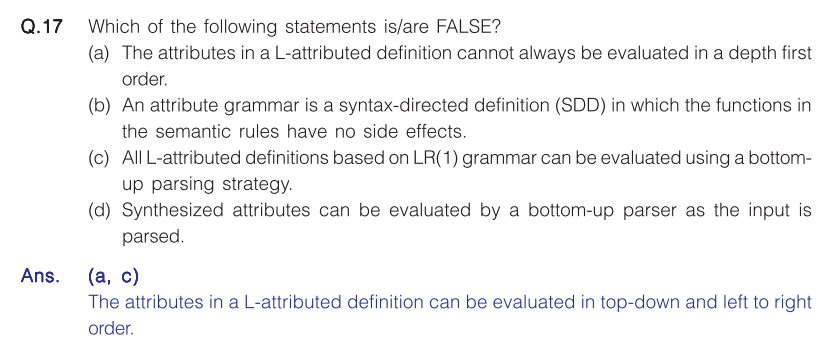 Q.17 Which of the following statements is/are FALSE?
(a) The attributes in a L-attributed definition cannot always be evaluated in a depth first
order.
(b) An attribute grammar is a syntax-directed definition (SDD) in which the functions in
the semantic rules have no side effects.
(c) All L-attributed definitions based on LR(1) grammar can be evaluated using a bottom-
up parsing strategy.
(d) Synthesized attributes can be evaluated by a bottom-up parser as the input is
parsed.
Ans. (a, c)
The attributes in a L-attributed definition can be evaluated in top-down and left to right
order.